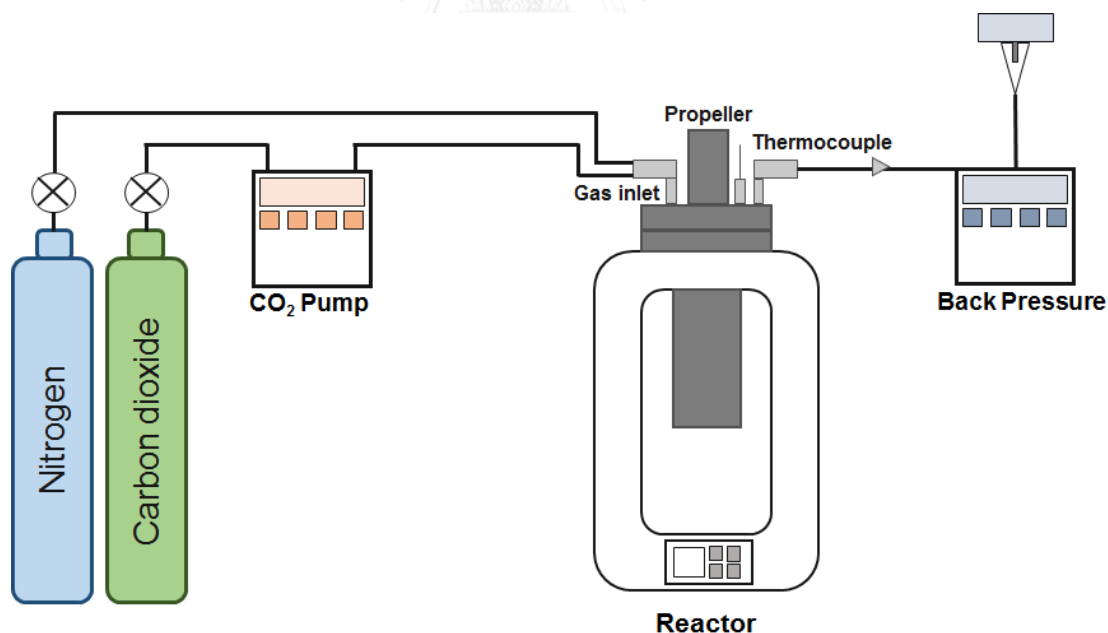 Propeller
Thermocouple
Gas inlet
CO₂ Pump
Back Pressure
Nitrogen
Carbon dioxide
Reactor